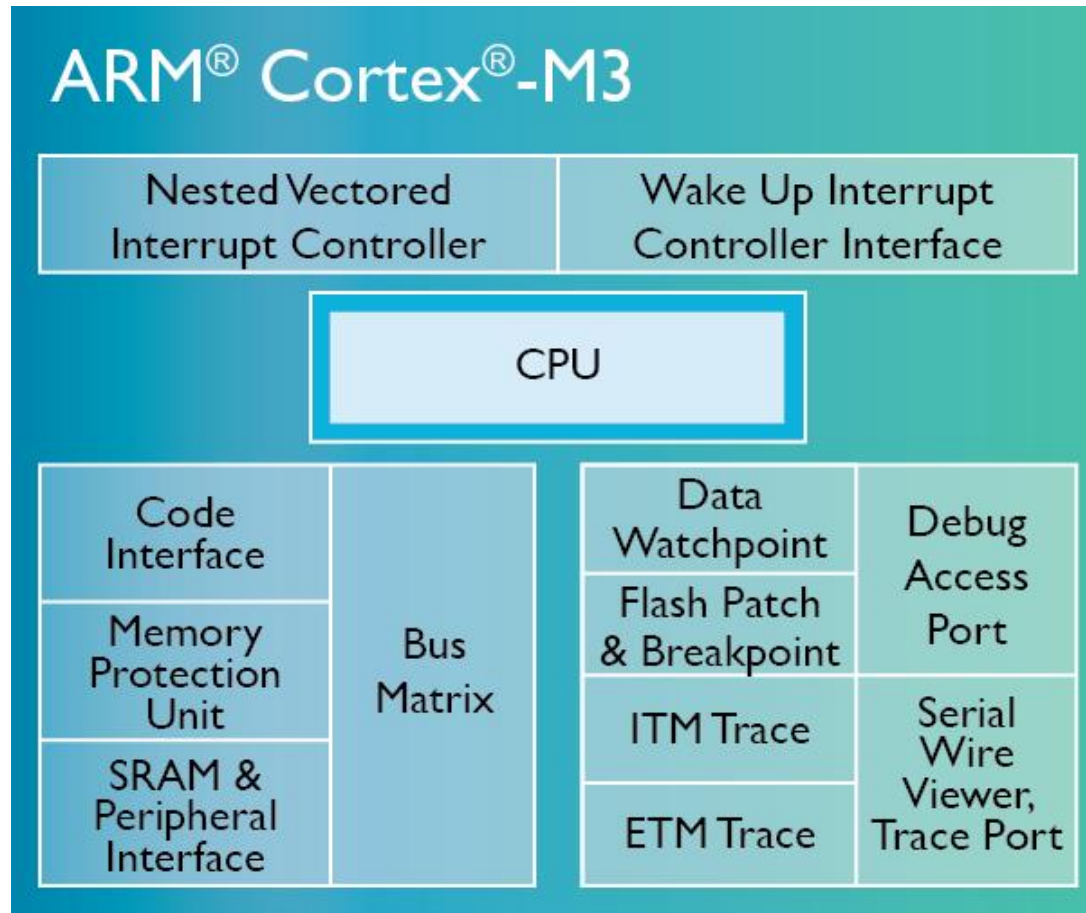 ARM® Cortex®-M3
Nested Vectored
Interrupt Controller
Wake Up Interrupt
Controller Interface
CPU
Code
Interface
Memory
Protection
Unit
SRAM &
Peripheral
Interface
Bus
Matrix
Data
Watchpoint
Flash Patch
& Breakpoint
ITM Trace
ETM Trace
Debug
Access
Port
Serial
Wire
Viewer,
Trace Port